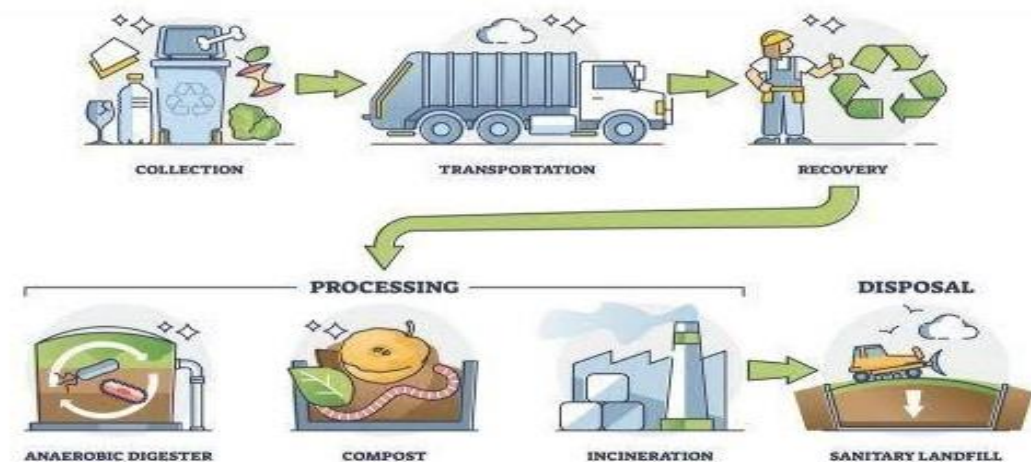 COLLECTION
TRANSPORTATION
RECOVERY
PROCESSING
DISPOSAL
ANAEROBIC DIGESTER
COMPOST
INCINERATION
SANITARY LANDFILL